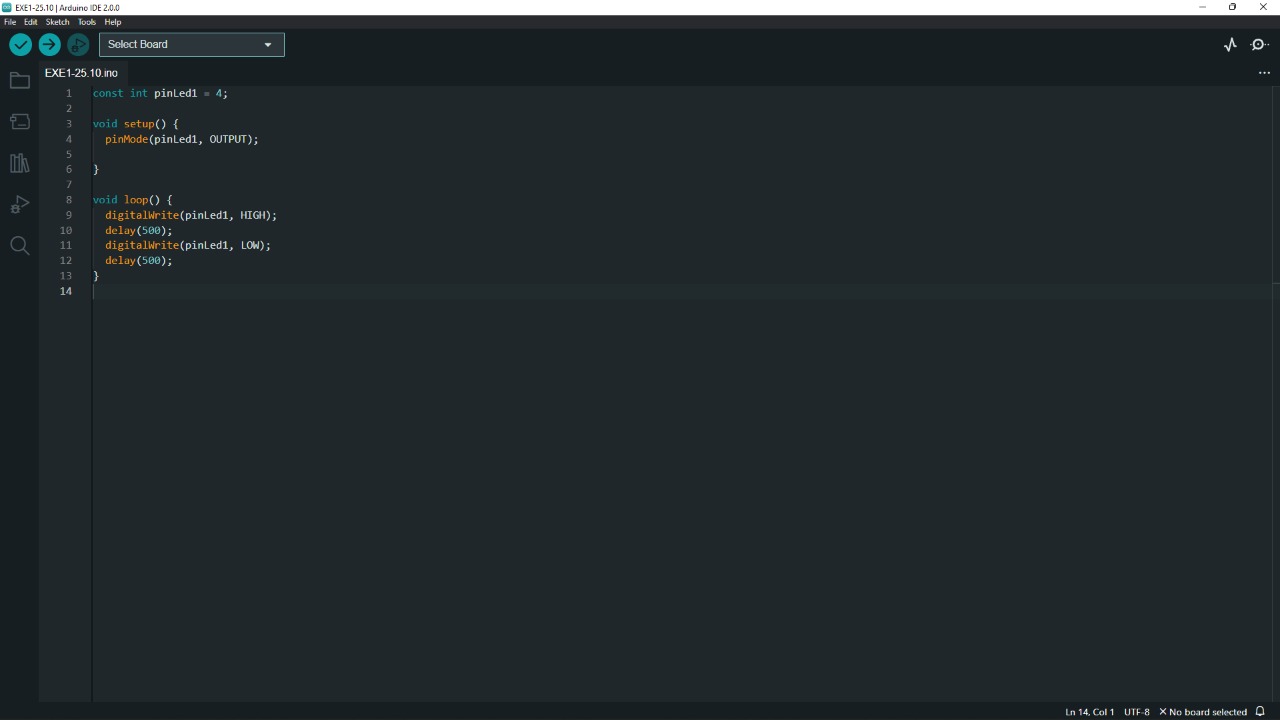 EXE1-25.10 | Arduino IDE 2.0.0
File Edit Sketch Tools Help
Select Board
EXE1-25.10.ino
1 const int pinLed1 = 4;
2
3 void setup() {
4 pinMode(pinLed1, OUTPUT);
5
6 }
7
8 void loop() {
9 digitalWrite(pinLed1, HIGH);
10 delay(500);
11 digitalWrite(pinLed1, LOW);
12 delay(500);
13 }
14
Ln 14, Col 1 UTF-8 ✕ No board selected